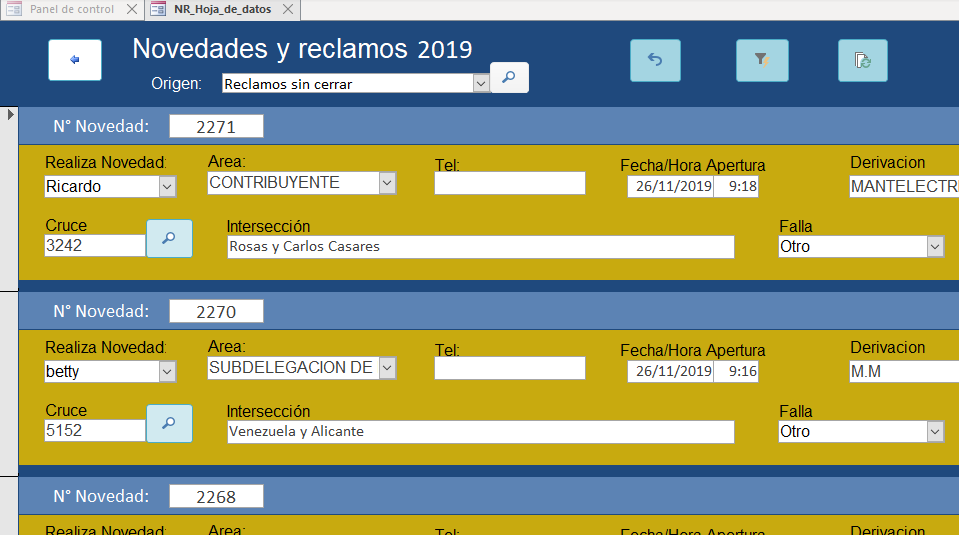 Panel de control NR_Hoja_de_datos
Novedades y reclamos 2019
Origen: Reclamos sin cerrar
N° Novedad: 2271
Realiza Novedad: Area: Tel: Fecha/Hora Apertura Derivacion
Ricardo CONTRIBUYENTE 26/11/2019 9:18 MANTELECTRI
Cruce Intersección Falla
3242 Rosas y Carlos Casares Otro
N° Novedad: 2270
Realiza Novedad: Area: Tel: Fecha/Hora Apertura Derivacion
betty SUBDELEGACION DE 26/11/2019 9:16 M.M
Cruce Intersección Falla
5152 Venezuela y Alicante Otro
N° Novedad: 2268
Realiza Novedad: Area: Tel: Fecha/Hora Apertura Derivacion